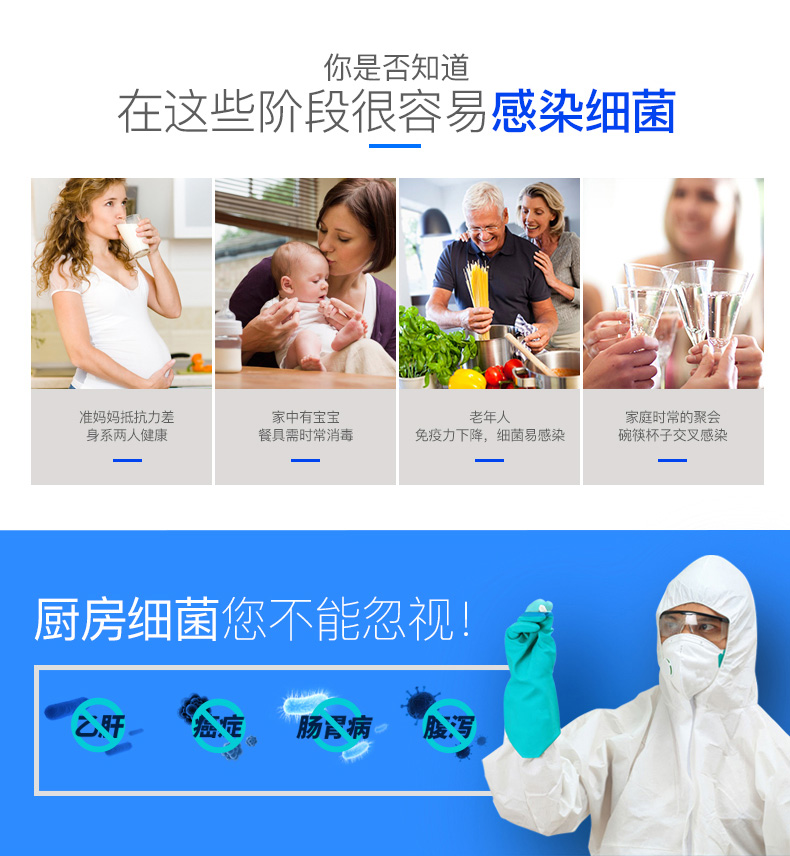 你是否知道
在这些阶段很容易感染细菌
准妈妈抵抗力差
身系两人健康
家中有宝宝
餐具需时常消毒
老年人
免疫力下降，细菌易感染
家庭时常的聚会
碗筷杯子交叉感染
厨房细菌您不能忽视！
乙肝
癌症
肠胃病
腹泻